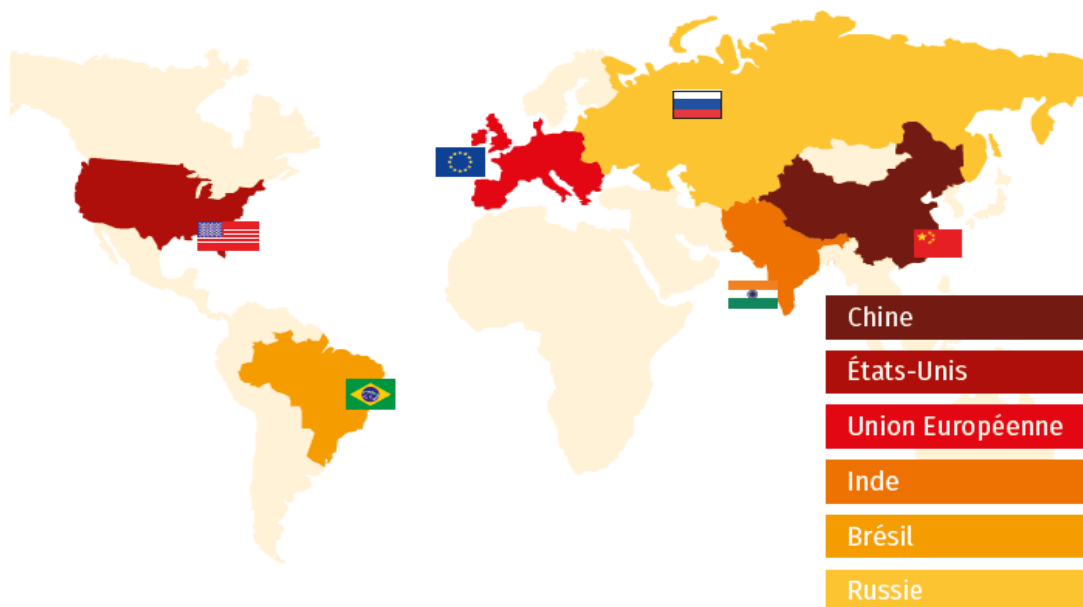 Chine
États-Unis
Union Européenne
Inde
Brésil
Russie